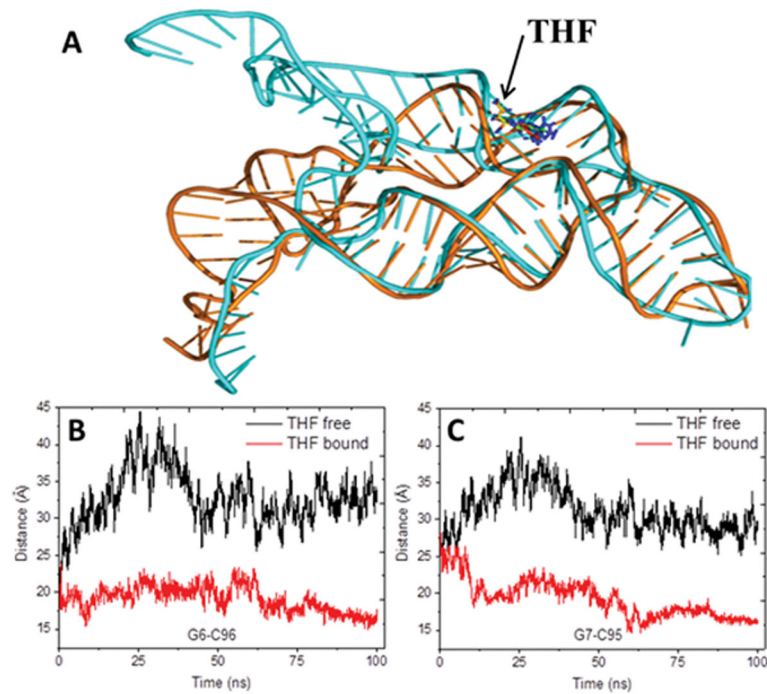 A
THF
B
THF free
THF bound
45
40
35
30
25
20
15
Distance (Å)
G6-C96
0
25
50
75
100
Time (ns)
C
THF free
THF bound
45
40
35
30
25
20
15
Distance (Å)
G7-C95
0
25
50
75
100
Time (ns)